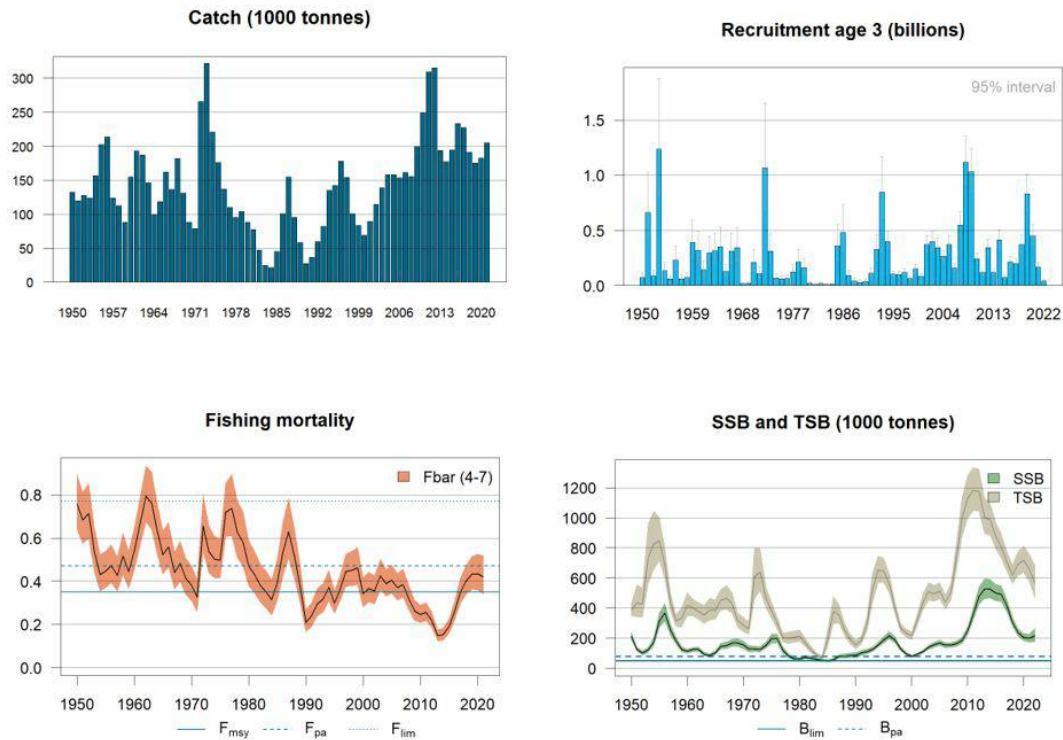 Catch (1000 tonnes)
300
250
200
150
100
50
0
1950 1957 1964 1971 1978 1985 1992 1999 2006 2013 2020
Recruitment age 3 (billions)
95% interval
1.5
1.0
0.5
0.0
1950 1959 1968 1977 1986 1995 2004 2013 2022
Fishing mortality
Fbar (4-7)
0.8
0.6
0.4
0.2
0.0
1950 1960 1970 1980 1990 2000 2010 2020
Fmsy Fpa Flim
SSB and TSB (1000 tonnes)
SSB
TSB
1200
1000
800
600
400
200
0
1950 1960 1970 1980 1990 2000 2010 2020
Blim Bpa